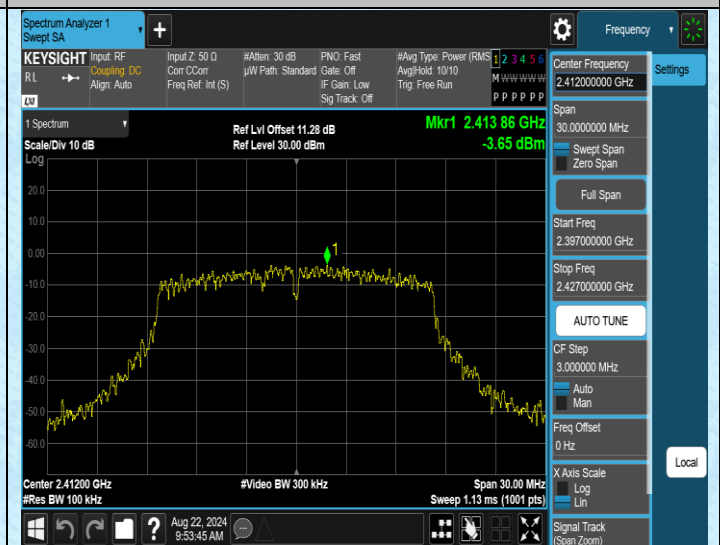 Spectrum Analyzer 1
Swept SA
+
Frequency
KEYSIGHT
R L
LXI
Input: RF
Coupling: DC
Align: Auto
Input Z: 50 Ω
Corr CCorr
Freq Ref: Int (S)
#Atten: 30 dB
µW Path: Standard
PNO: Fast
Gate: Off
IF Gain: Low
Sig Track: Off
#Avg Type: Power (RMS
Avg|Hold: 10/10
Trig: Free Run
1 2 3 4 5 6
M W W W W W
P P P P P P
Center Frequency
2.412000000 GHz
Settings
Span
30.0000000 MHz
Swept Span
Zero Span
Full Span
Start Freq
2.397000000 GHz
Stop Freq
2.427000000 GHz
AUTO TUNE
CF Step
3.000000 MHz
Auto
Man
Freq Offset
0 Hz
X Axis Scale
Log
Lin
Signal Track
(Span Zoom)
Local
1 Spectrum
Scale/Div 10 dB
Log
Ref Lvl Offset 11.28 dB
Ref Level 30.00 dBm
Mkr1 2.413 86 GHz
-3.65 dBm
20.0
10.0
0.00
-10.0
-20.0
-30.0
-40.0
-50.0
-60.0
1
Center 2.41200 GHz
#Res BW 100 kHz
#Video BW 300 kHz
Span 30.00 MHz
Sweep 1.13 ms (1001 pts)
?
Aug 22, 2024
9:53:45 AM